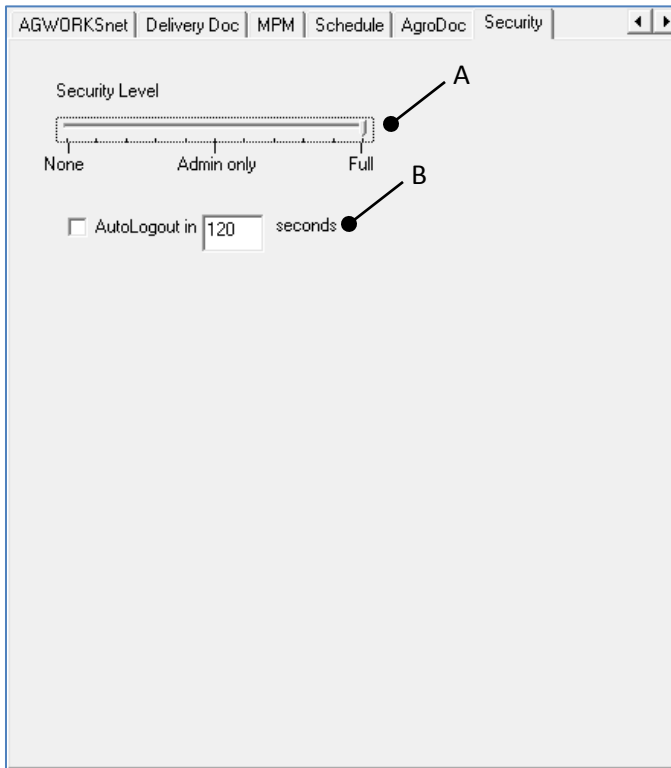 AGWORKSnet Delivery Doc MPM Schedule AgroDoc Security
A
Security Level
None Admin only Full
B
AutoLogout in 120 seconds